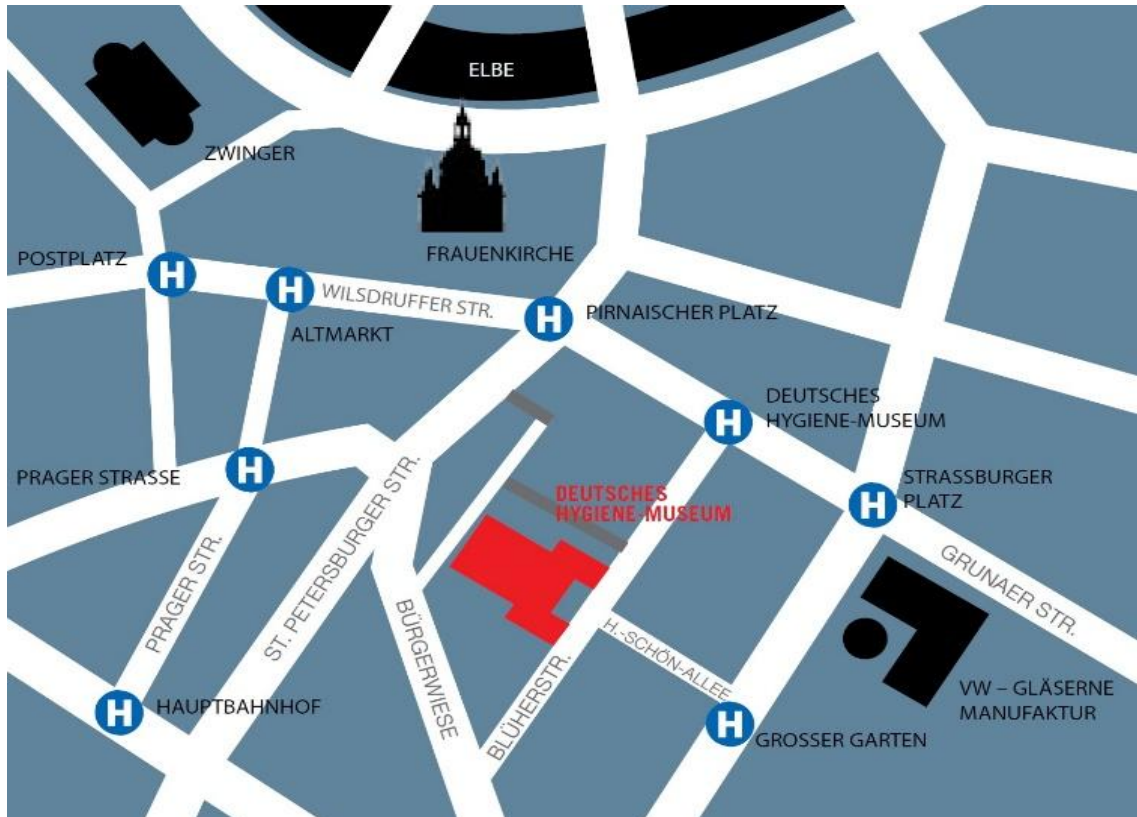 ELBE
ZWINGER
FRAUENKIRCHE
POSTPLATZ
H
H
WILSDRUFFER STR.
H
PIRNAISCHER PLATZ
ALTMARKT
DEUTSCHES
HYGIENE-MUSEUM
H
PRAGER STRASSE
H
STRASSBURGER
PLATZ
H
DEUTSCHES
HYGIENE-MUSEUM
ST. PETERSBURGER STR.
PRAGER STR.
GRUNAER STR.
BÜRGERWIESE
H.-SCHÖN-ALLEE
BLÜHERSTR.
H
HAUPTBAHNHOF
VW – GLÄSERNE
MANUFAKTUR
H
GROSSER GARTEN